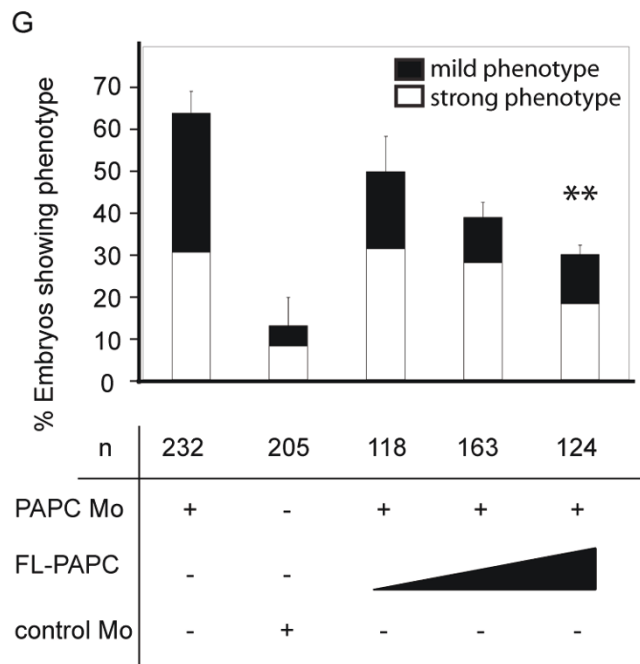 G
mild phenotype
strong phenotype
% Embryos showing phenotype
70
60
50
40
30
20
10
0
**
n 232 205 118 163 124
PAPC Mo + - + + +
FL-PAPC - -
control Mo - + - - -